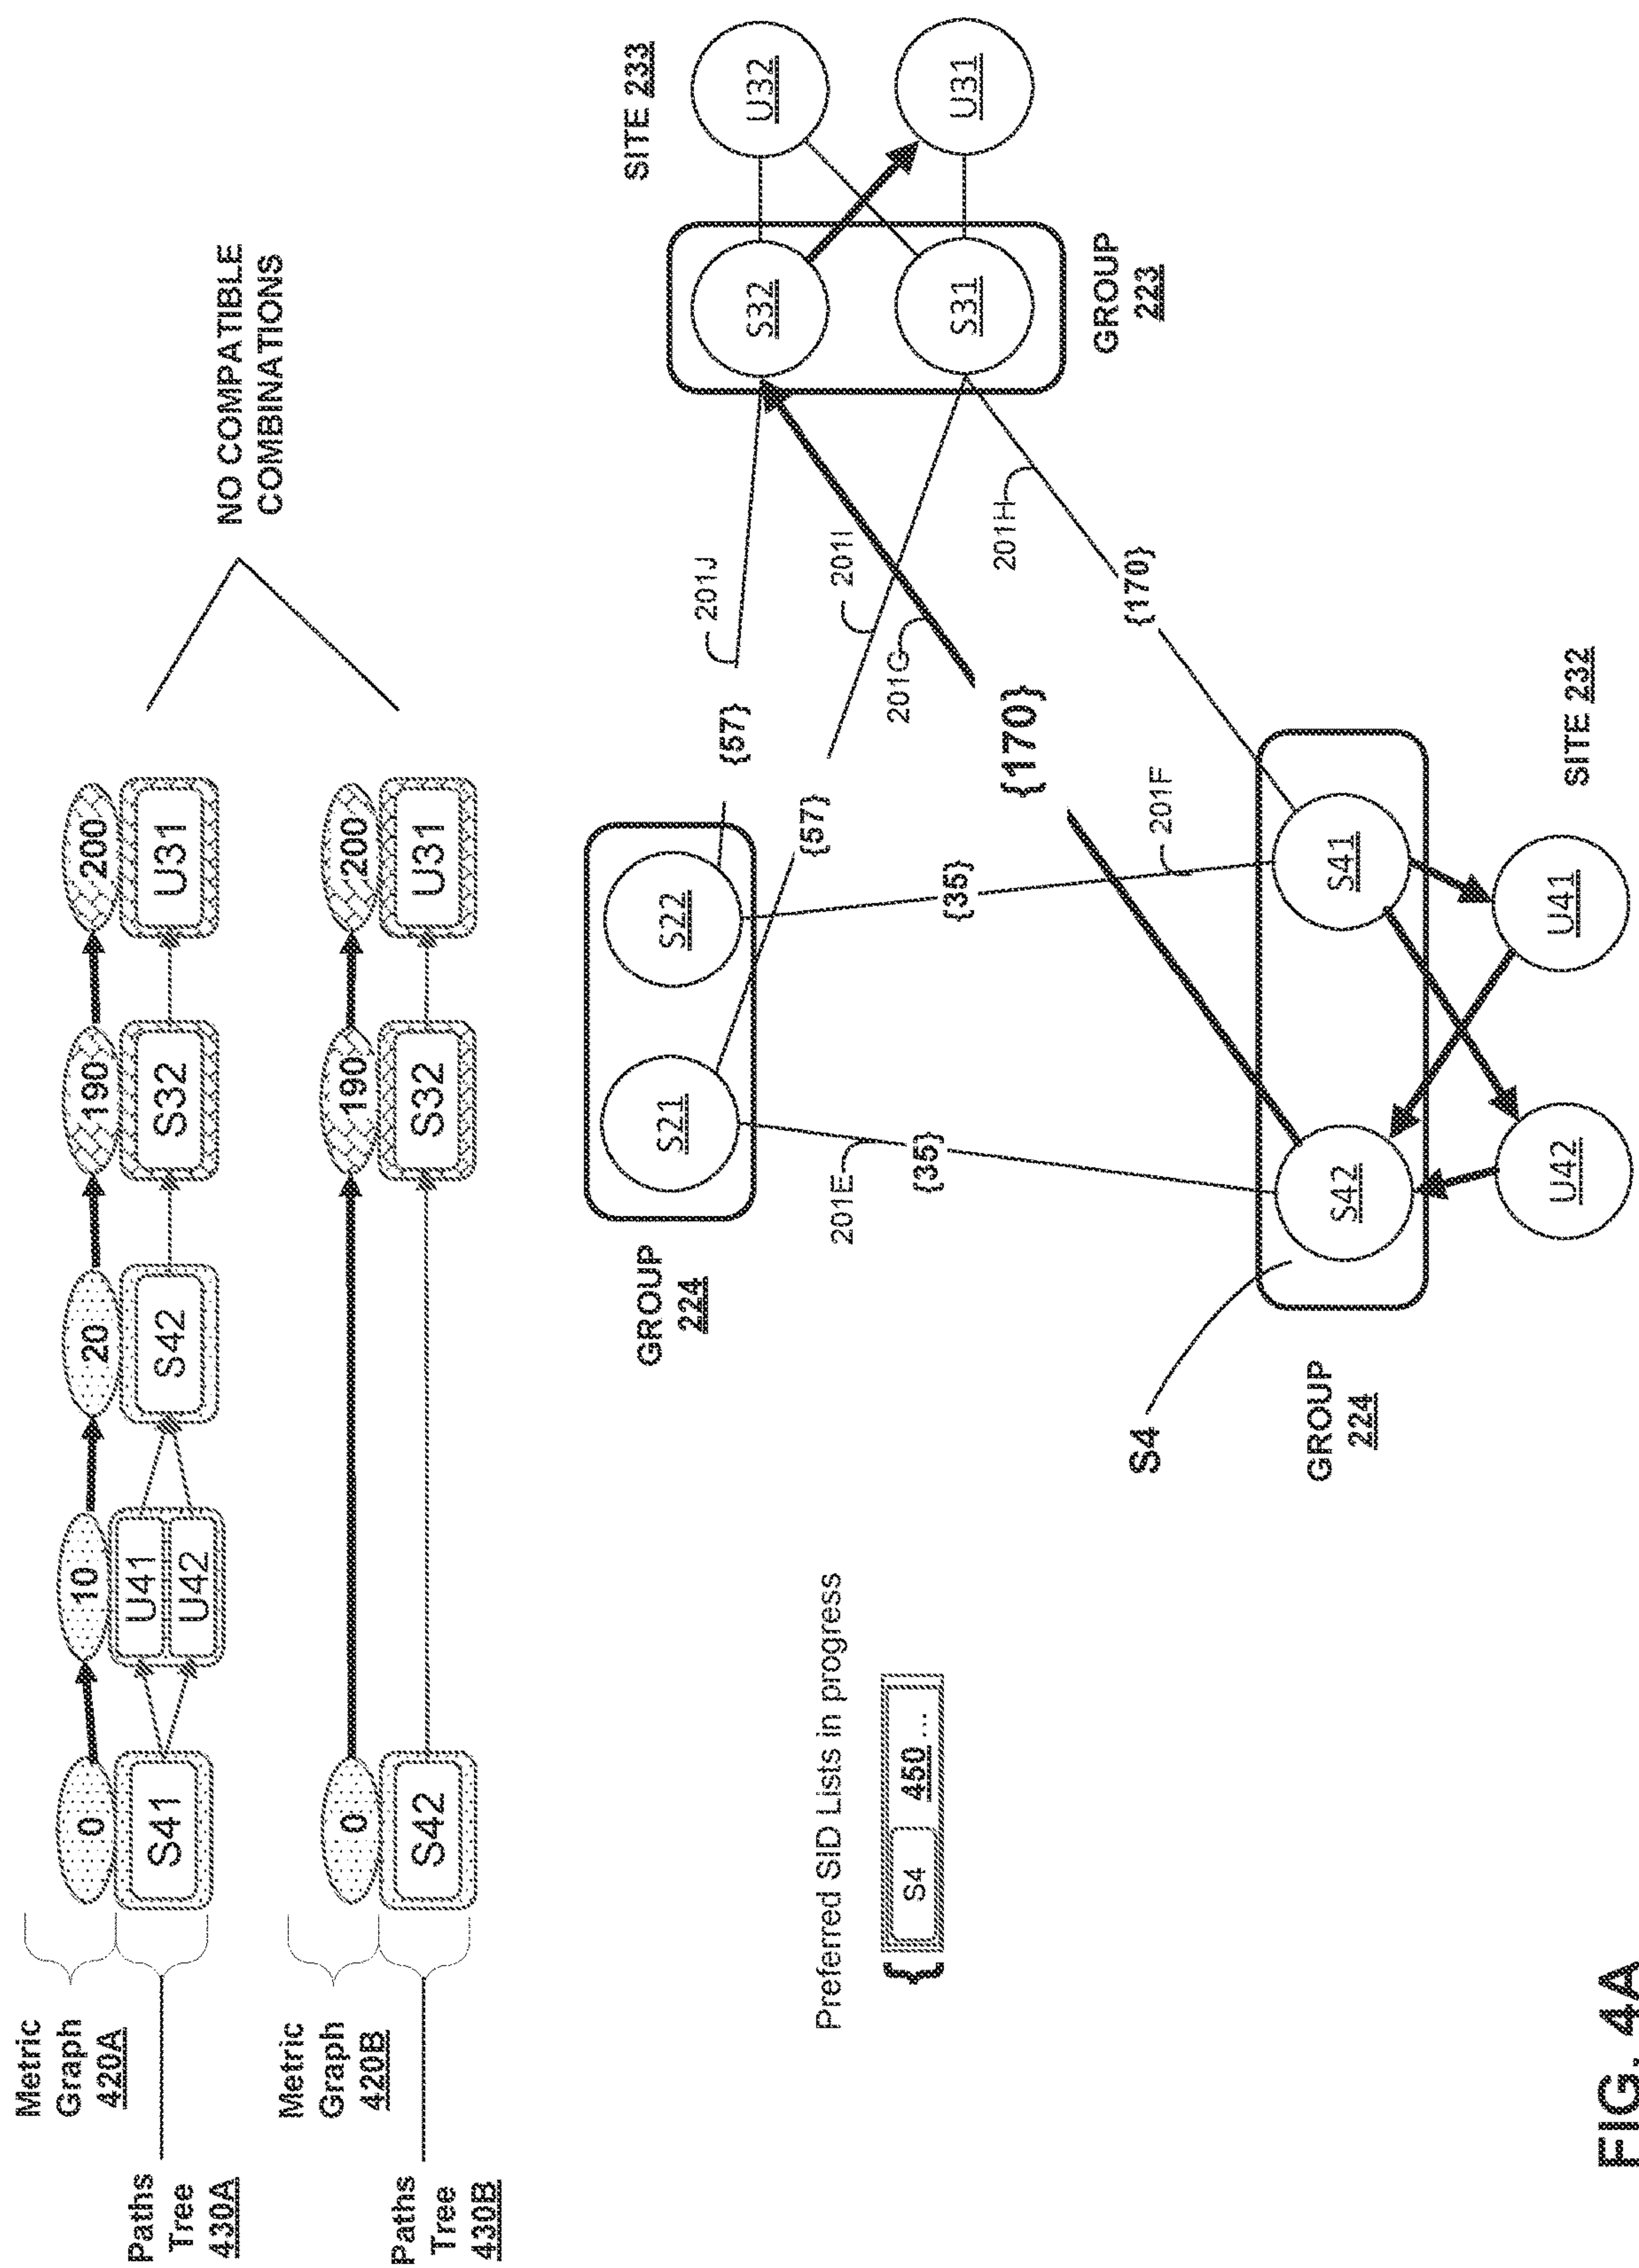 Metric
Graph
420A
0
10
20
190
200
Paths
Tree
430A
S41
U41
U42
S42
S32
U31
NO COMPATIBLE
COMBINATIONS
Metric
Graph
420B
0
190
200
Paths
Tree
430B
S42
S32
U31
Preferred SID Lists in progress
{
S4
450 ...
GROUP
224
S21
S22
{57}
201J
{57}
201I
201G
S32
U32
SITE 233
S31
U31
GROUP
223
201E
{35}
{35}
201F
{170}
201H
{170}
S4
GROUP
224
S42
S41
U42
U41
SITE 232
FIG. 4A